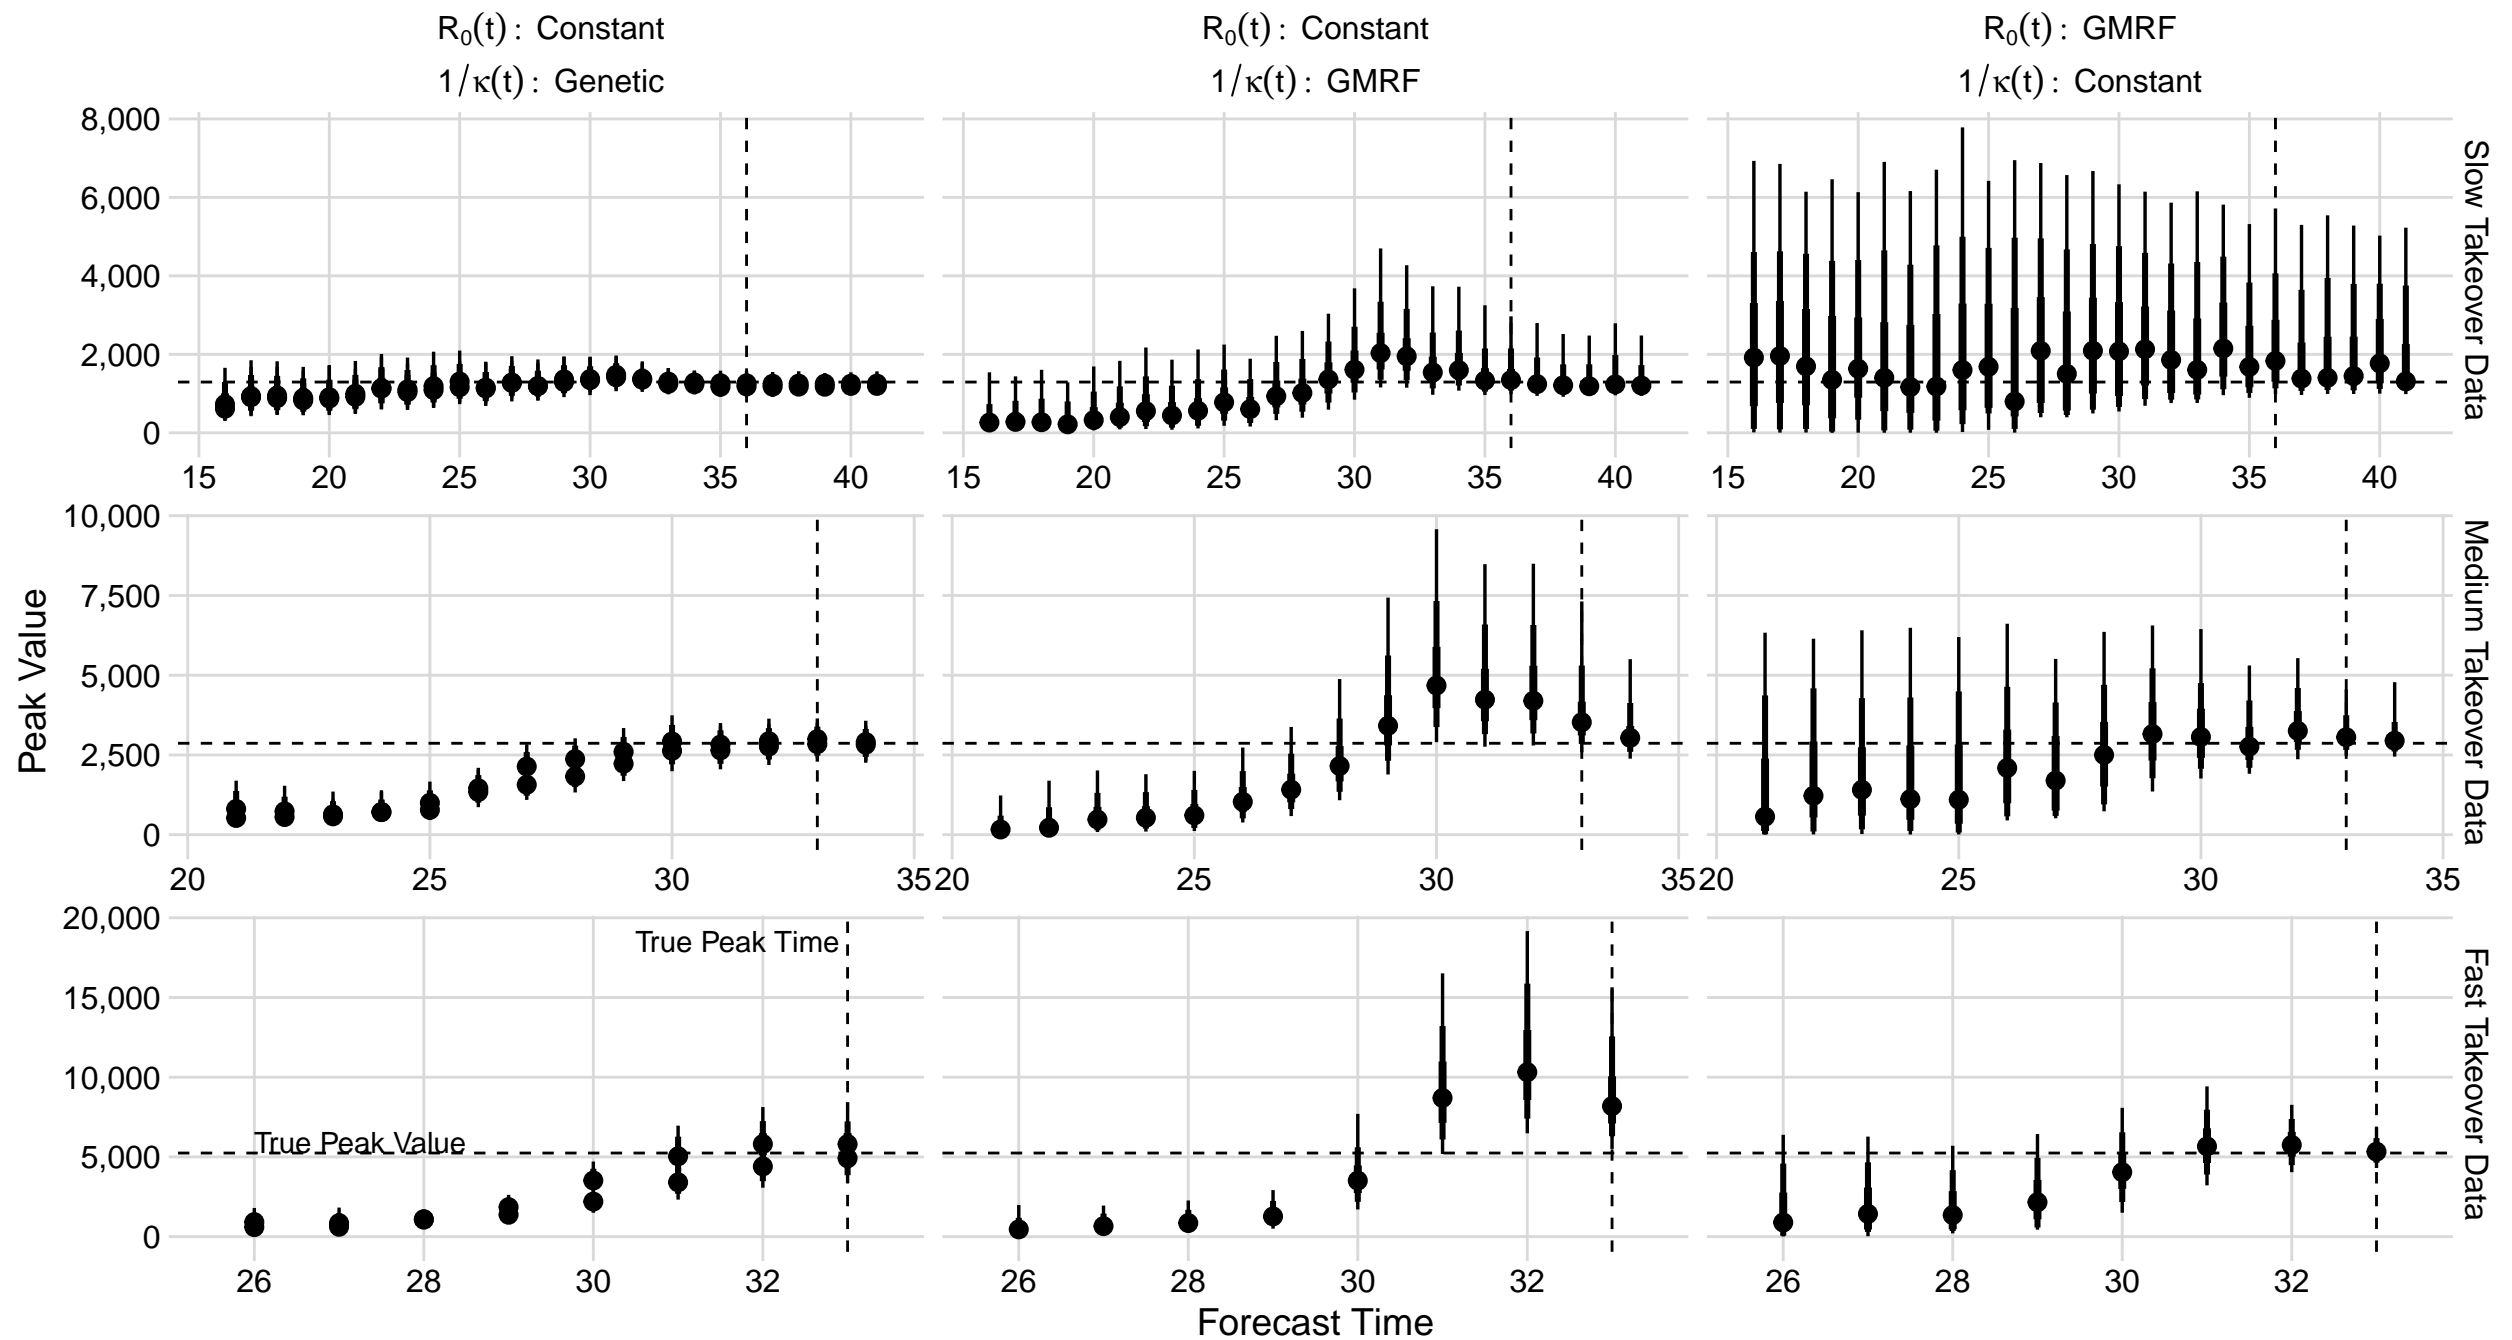 R₀(t) : Constant
1/κ(t) : Genetic
R₀(t) : Constant
1/κ(t) : GMRF
R₀(t) : GMRF
1/κ(t) : Constant
8,000
6,000
4,000
2,000
0
15 20 25 30 35 40
15 20 25 30 35 40
15 20 25 30 35 40
Slow Takeover Data
10,000
7,500
5,000
2,500
0
20 25 30 35
20 25 30 35
20 25 30 35
Medium Takeover Data
Peak Value
20,000
15,000
10,000
5,000
0
True Peak Time
True Peak Value
26 28 30 32
26 28 30 32
26 28 30 32
Fast Takeover Data
Forecast Time